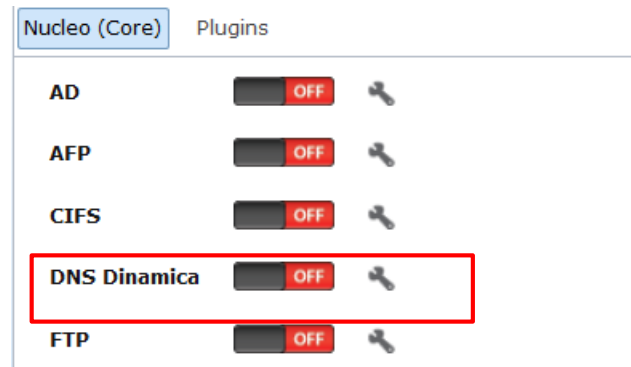 Nucleo (Core) Plugins
AD OFF
AFP OFF
CIFS OFF
DNS Dinamica OFF
FTP OFF